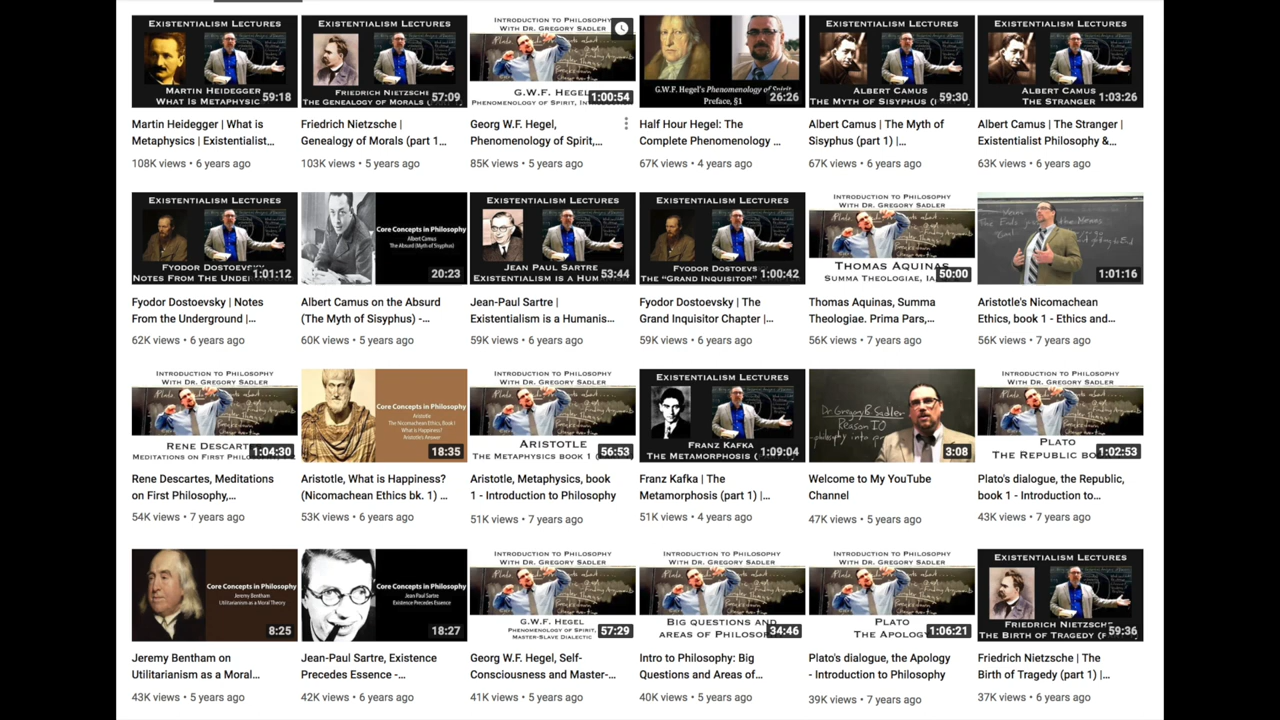 EXISTENTIALISM LECTURES
MARTIN HEIDEGGER
WHAT IS METAPHYSIC
59:18
Martin Heidegger | What is
Metaphysics | Existentialist...
108K views • 6 years ago
EXISTENTIALISM LECTURES
FRIEDRICH NIETZSCHE
THE GENEALOGY OF MORALS
57:09
Friedrich Nietzsche |
Genealogy of Morals (part 1...
103K views • 5 years ago
INTRODUCTION TO PHILOSOPHY
WITH DR. GREGORY SADLER
G.W.F. HEGEL
PHENOMENOLOGY OF SPIRIT,
1:00:54
Georg W.F. Hegel,
Phenomenology of Spirit,...
85K views • 5 years ago
G.W.F. Hegel's Phenomenology of Spirit
Preface, §1
26:26
Half Hour Hegel: The
Complete Phenomenology ...
67K views • 4 years ago
EXISTENTIALISM LECTURES
ALBERT CAMUS
THE MYTH OF SISYPHUS
59:30
Albert Camus | The Myth of
Sisyphus (part 1) |...
67K views • 6 years ago
EXISTENTIALISM LECTURES
ALBERT CAMUS
THE STRANGER
1:03:26
Albert Camus | The Stranger |
Existentialist Philosophy &...
63K views • 6 years ago
EXISTENTIALISM LECTURES
FYODOR DOSTOEV
NOTES FROM THE UNDE
1:01:12
Fyodor Dostoevsky | Notes
From the Underground |...
62K views • 6 years ago
Core Concepts in Philosophy
Albert Camus
The Absurd (Myth of Sisyphus)
20:23
Albert Camus on the Absurd
(The Myth of Sisyphus) -...
60K views • 5 years ago
EXISTENTIALISM LECTURES
JEAN PAUL SARTRE
EXISTENTIALISM IS A HUM
53:44
Jean-Paul Sartre |
Existentialism is a Humanis...
59K views • 6 years ago
EXISTENTIALISM LECTURES
FYODOR DOSTOEVS
THE "GRAND INQUISITOR"
1:00:42
Fyodor Dostoevsky | The
Grand Inquisitor Chapter |...
59K views • 6 years ago
INTRODUCTION TO PHILOSOPHY
WITH DR. GREGORY SADLER
THOMAS AQUINAS
SUMMA THEOLOGIAE, IA
50:00
Thomas Aquinas, Summa
Theologiae. Prima Pars,...
56K views • 7 years ago
1:01:16
Aristotle's Nicomachean
Ethics, book 1 - Ethics and...
56K views • 7 years ago
INTRODUCTION TO PHILOSOPHY
WITH DR. GREGORY SADLER
RENE DESCART
MEDITATIONS ON FIRST PHILO
1:04:30
Rene Descartes, Meditations
on First Philosophy,...
54K views • 7 years ago
Core Concepts in Philosophy
Aristotle
The Nicomachean Ethics, Book I
What is Happiness?
Aristotle's Answer
18:35
Aristotle, What is Happiness?
(Nicomachean Ethics bk. 1) ...
53K views • 6 years ago
INTRODUCTION TO PHILOSOPHY
WITH DR. GREGORY SADLER
ARISTOTLE
THE METAPHYSICS BOOK 1
56:53
Aristotle, Metaphysics, book
1 - Introduction to Philosophy
51K views • 7 years ago
EXISTENTIALISM LECTURES
FRANZ KAFKA
THE METAMORPHOSIS
1:09:04
Franz Kafka | The
Metamorphosis (part 1) |...
51K views • 4 years ago
Dr Gregory B Sadler
Reason IO
philosophy into pr
3:08
Welcome to My YouTube
Channel
47K views • 5 years ago
INTRODUCTION TO PHILOSOPHY
WITH DR. GREGORY SADLER
PLATO
THE REPUBLIC BO
1:02:53
Plato's dialogue, the Republic,
book 1 - Introduction to...
43K views • 7 years ago
Core Concepts in Philosophy
Jeremy Bentham
Utilitarianism as a Moral Theory
8:25
Jeremy Bentham on
Utilitarianism as a Moral...
43K views • 5 years ago
Core Concepts in Philosophy
Jean-Paul Sartre
Existence Precedes Essence
18:27
Jean-Paul Sartre, Existence
Precedes Essence -...
42K views • 6 years ago
INTRODUCTION TO PHILOSOPHY
WITH DR. GREGORY SADLER
G.W.F. HEGEL
PHENOMENOLOGY OF SPIRIT,
MASTER-SLAVE DIALECTIC
57:29
Georg W.F. Hegel, Self-
Consciousness and Master-...
41K views • 5 years ago
INTRODUCTION TO PHILOSOPHY
WITH DR. GREGORY SADLER
BIG QUESTIONS AND
AREAS OF PHILOSOP
34:46
Intro to Philosophy: Big
Questions and Areas of...
40K views • 5 years ago
INTRODUCTION TO PHILOSOPHY
WITH DR. GREGORY SADLER
PLATO
THE APOLOGY
1:06:21
Plato's dialogue, the Apology
- Introduction to Philosophy
39K views • 7 years ago
EXISTENTIALISM LECTURES
FRIEDRICH NIETZSCHE
THE BIRTH OF TRAGEDY
59:36
Friedrich Nietzsche | The
Birth of Tragedy (part 1) |...
37K views • 6 years ago